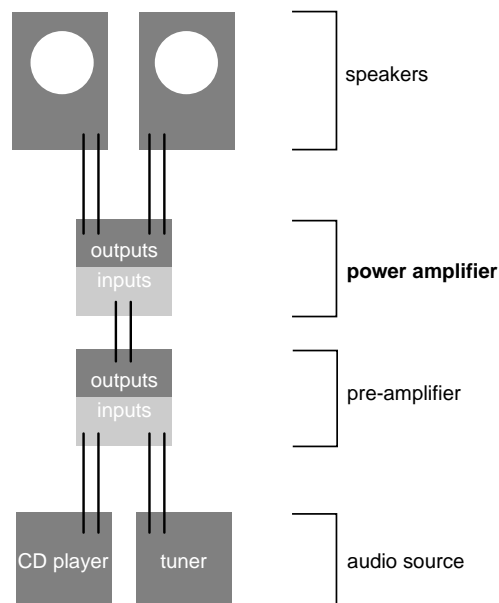 speakers
outputs
inputs
power amplifier
outputs
inputs
pre-amplifier
CD player
tuner
audio source